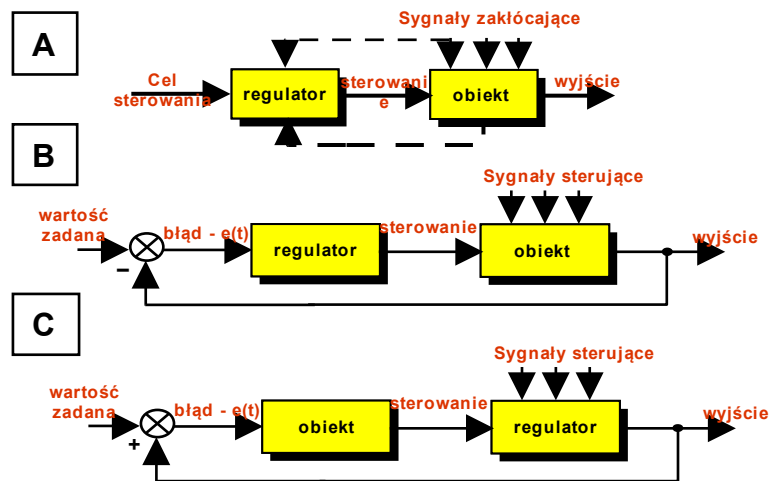 A
Sygnały zakłócające
Cel
sterowania
regulator
sterowani
e
obiekt
wyjście
B
Sygnały sterujące
wartość
zadana
błąd - e(t)
regulator
sterowanie
obiekt
wyjście
–
C
Sygnały sterujące
wartość
zadana
błąd - e(t)
obiekt
sterowanie
regulator
wyjście
+